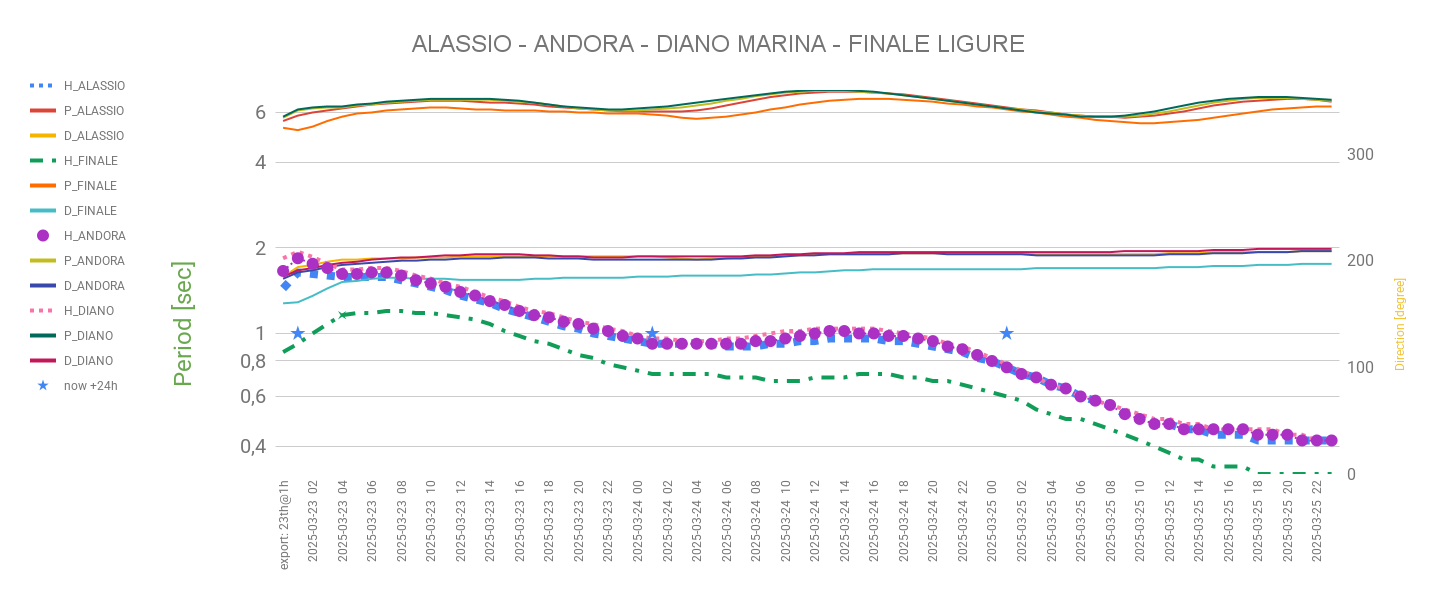 ALASSIO - ANDORA - DIANO MARINA - FINALE LIGURE
H_ALASSIO
P_ALASSIO
D_ALASSIO
H_FINALE
P_FINALE
D_FINALE
H_ANDORA
P_ANDORA
D_ANDORA
H_DIANO
P_DIANO
D_DIANO
now +24h
Period [sec]
6
4
2
1
0,8
0,6
0,4
300
200
100
0
Direction [degree]
export: 23th@1h
2025-03-23 02
2025-03-23 04
2025-03-23 06
2025-03-23 08
2025-03-23 10
2025-03-23 12
2025-03-23 14
2025-03-23 16
2025-03-23 18
2025-03-23 20
2025-03-23 22
2025-03-24 00
2025-03-24 02
2025-03-24 04
2025-03-24 06
2025-03-24 08
2025-03-24 10
2025-03-24 12
2025-03-24 14
2025-03-24 16
2025-03-24 18
2025-03-24 20
2025-03-24 22
2025-03-25 00
2025-03-25 02
2025-03-25 04
2025-03-25 06
2025-03-25 08
2025-03-25 10
2025-03-25 12
2025-03-25 14
2025-03-25 16
2025-03-25 18
2025-03-25 20
2025-03-25 22